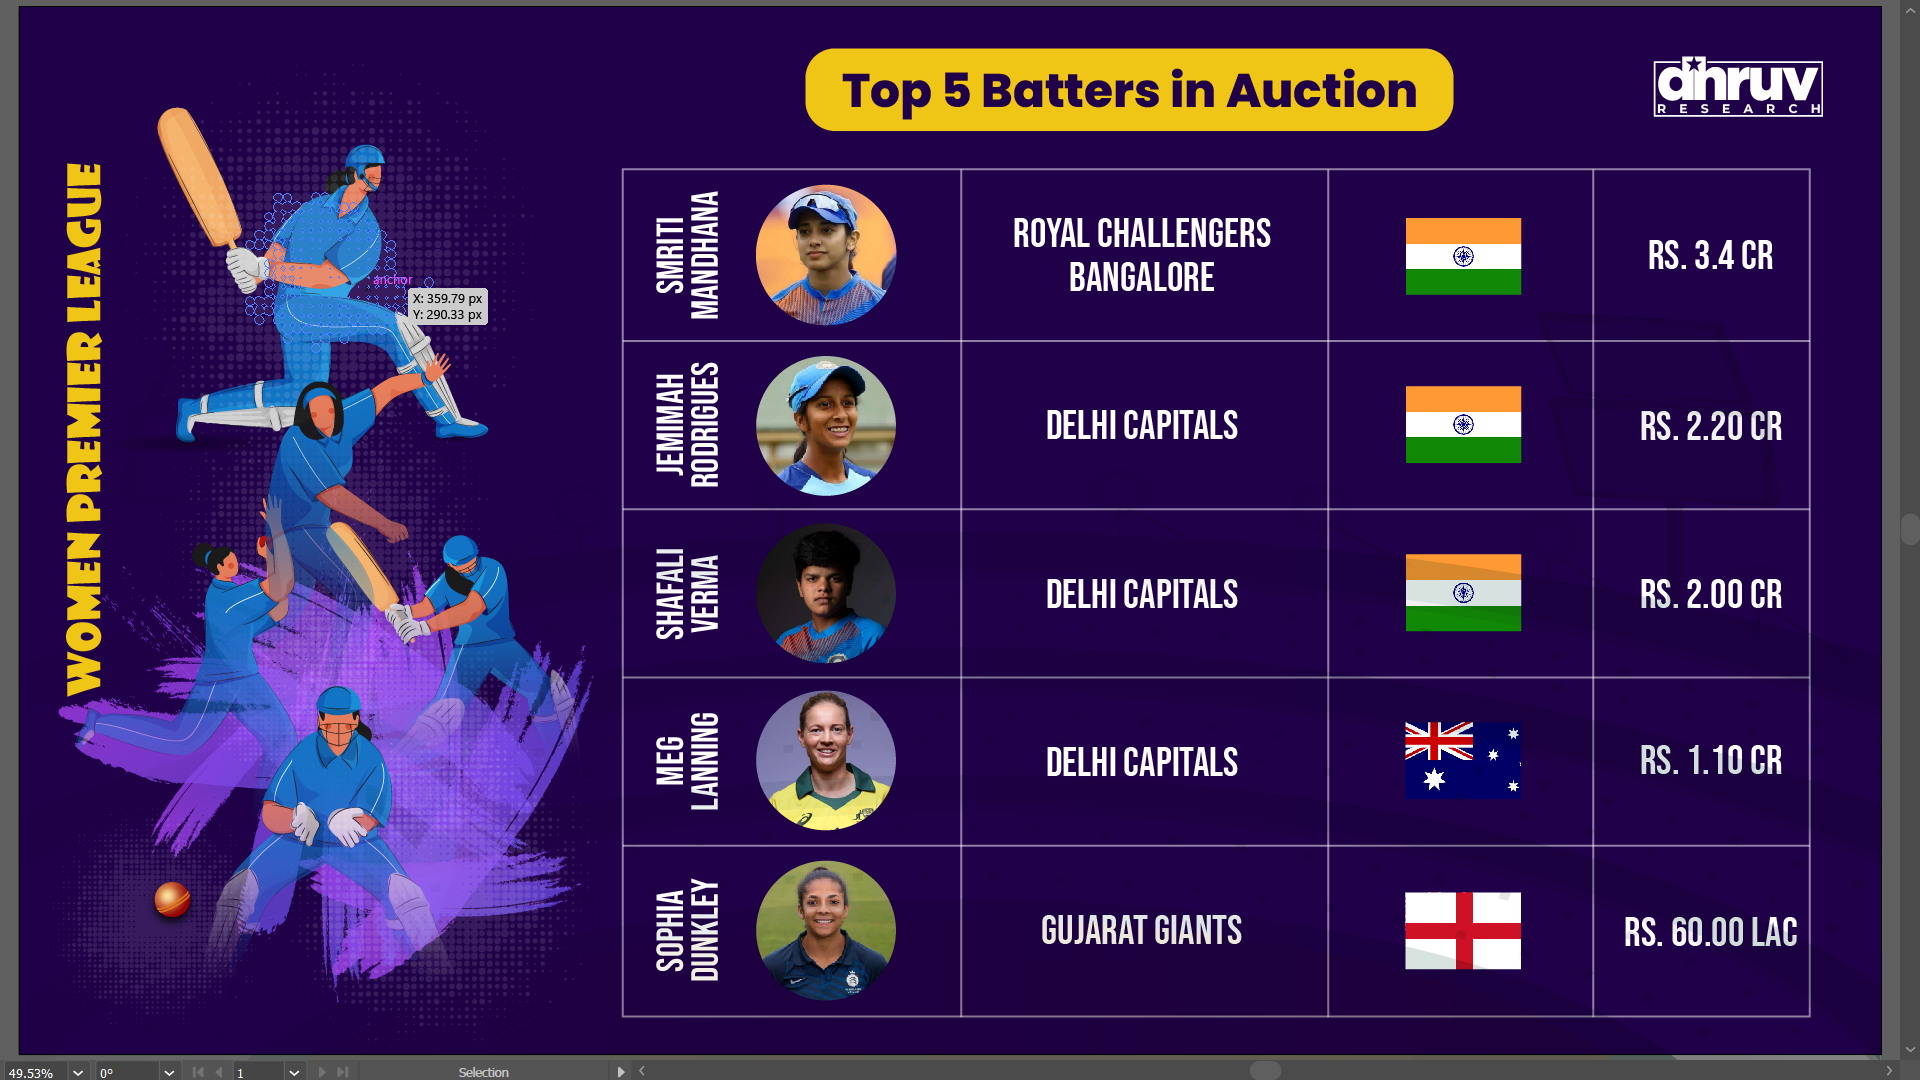 Top 5 Batters in Auction
dhruv
RESEARCH
WOMEN PREMIER LEAGUE
SMRITI
MANDHANA
ROYAL CHALLENGERS
BANGALORE
RS. 3.4 CR
anchor
X: 359.79 px
Y: 290.33 px
JEMIMAH
RODRIGUES
DELHI CAPITALS
RS. 2.20 CR
SHAFALI
VERMA
DELHI CAPITALS
RS. 2.00 CR
MEG
LANNING
DELHI CAPITALS
RS. 1.10 CR
SOPHIA
DUNKLEY
GUJARAT GIANTS
RS. 60.00 LAC
49.53%
0°
1
Selection